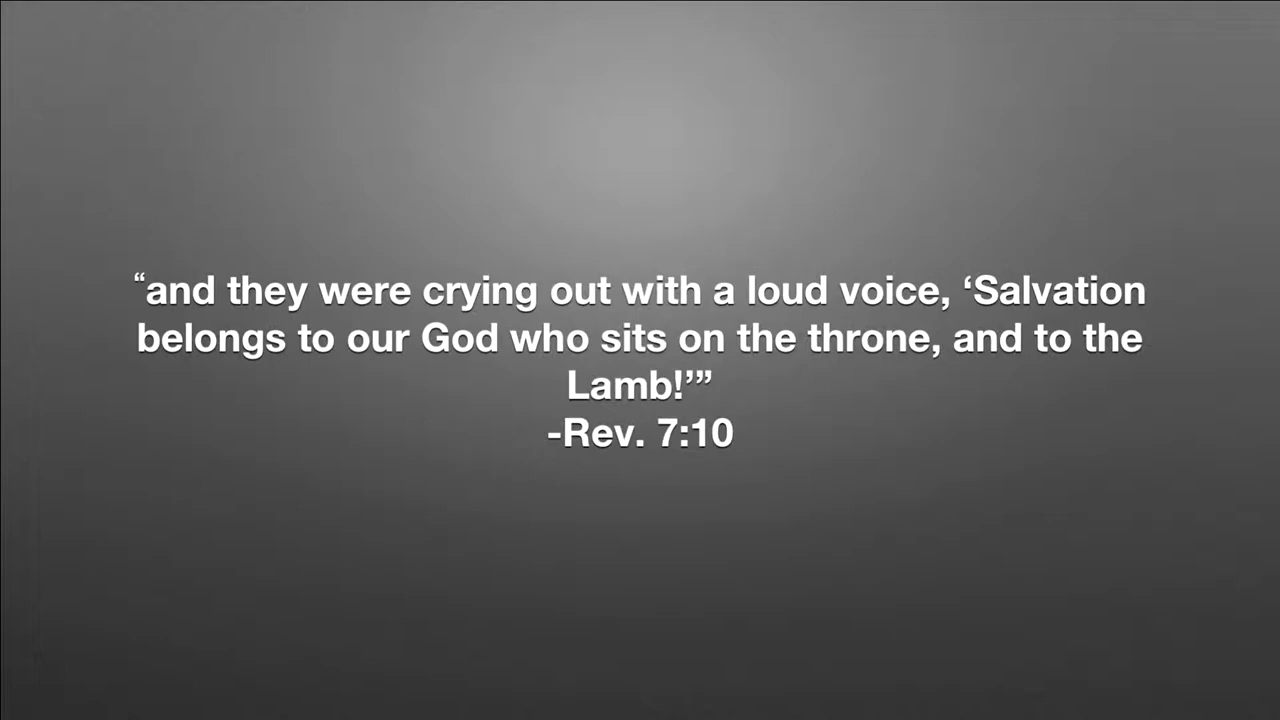 “and they were crying out with a loud voice, ‘Salvation
belongs to our God who sits on the throne, and to the
Lamb!’”
-Rev. 7:10